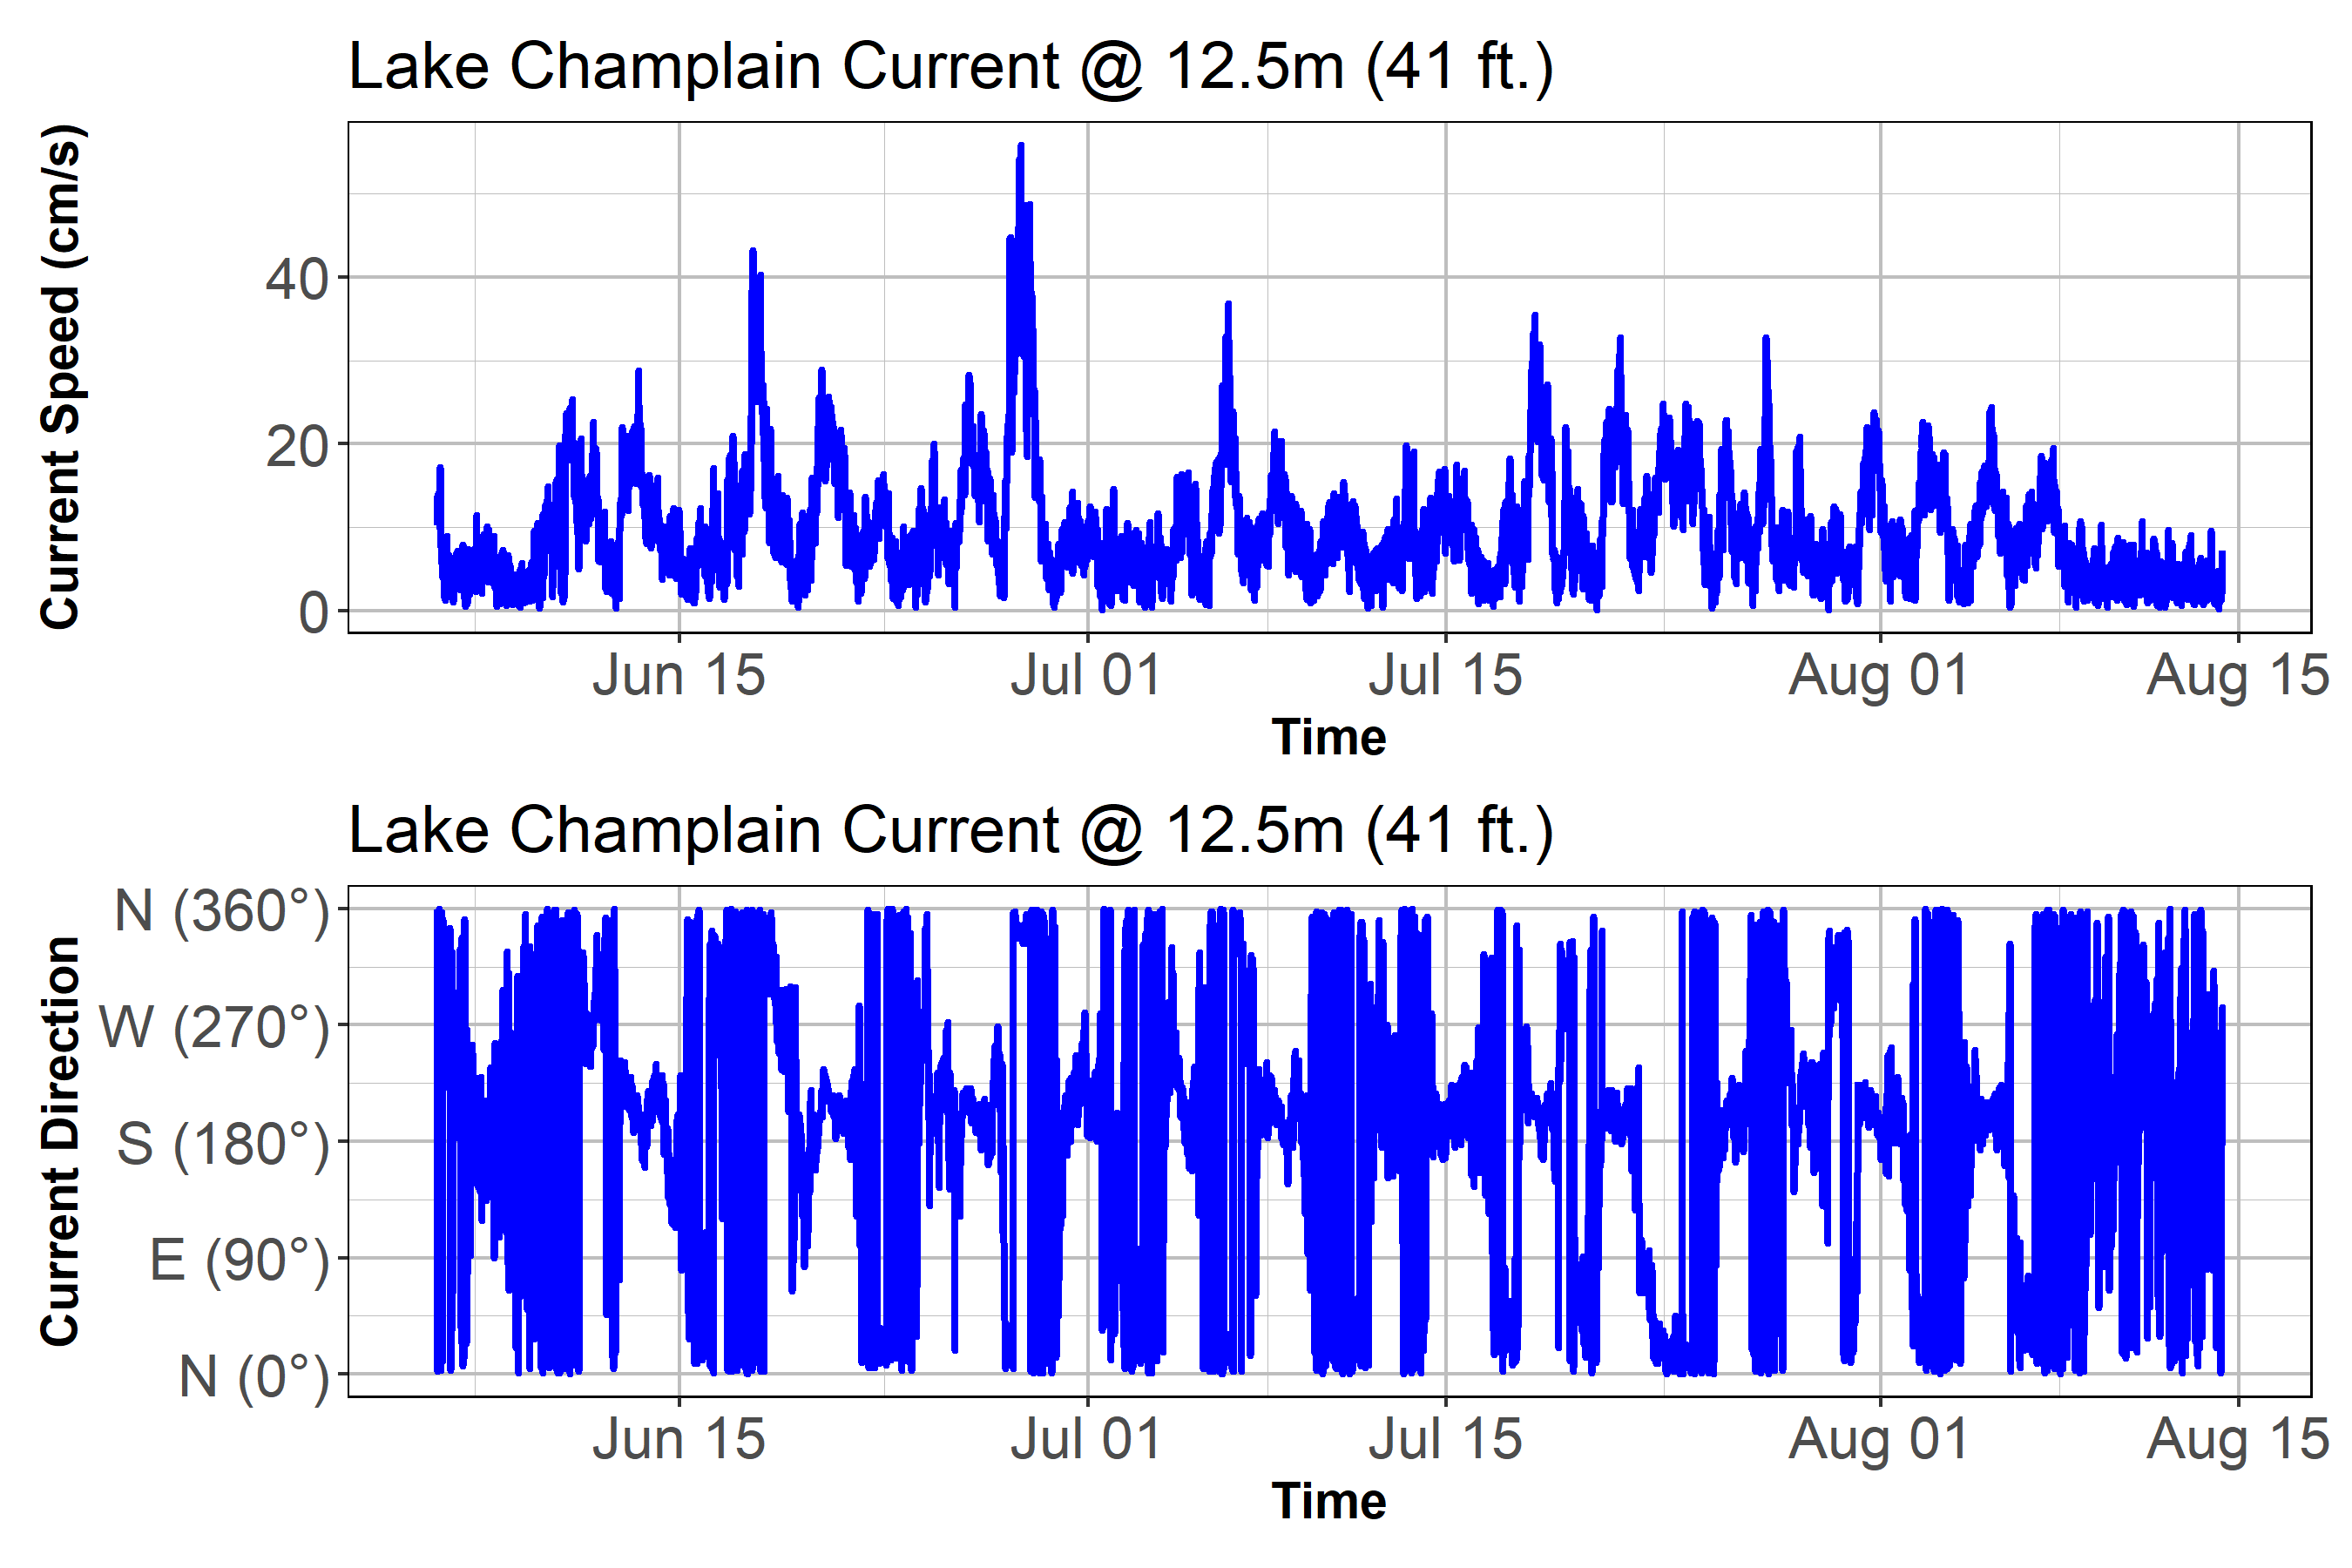 Lake Champlain Current @ 12.5m (41 ft.)
Current Speed (cm/s)
40
20
0
Jun 15 Jul 01 Jul 15 Aug 01 Aug 15
Time
Lake Champlain Current @ 12.5m (41 ft.)
Current Direction
N (360°)
W (270°)
S (180°)
E (90°)
N (0°)
Jun 15 Jul 01 Jul 15 Aug 01 Aug 15
Time